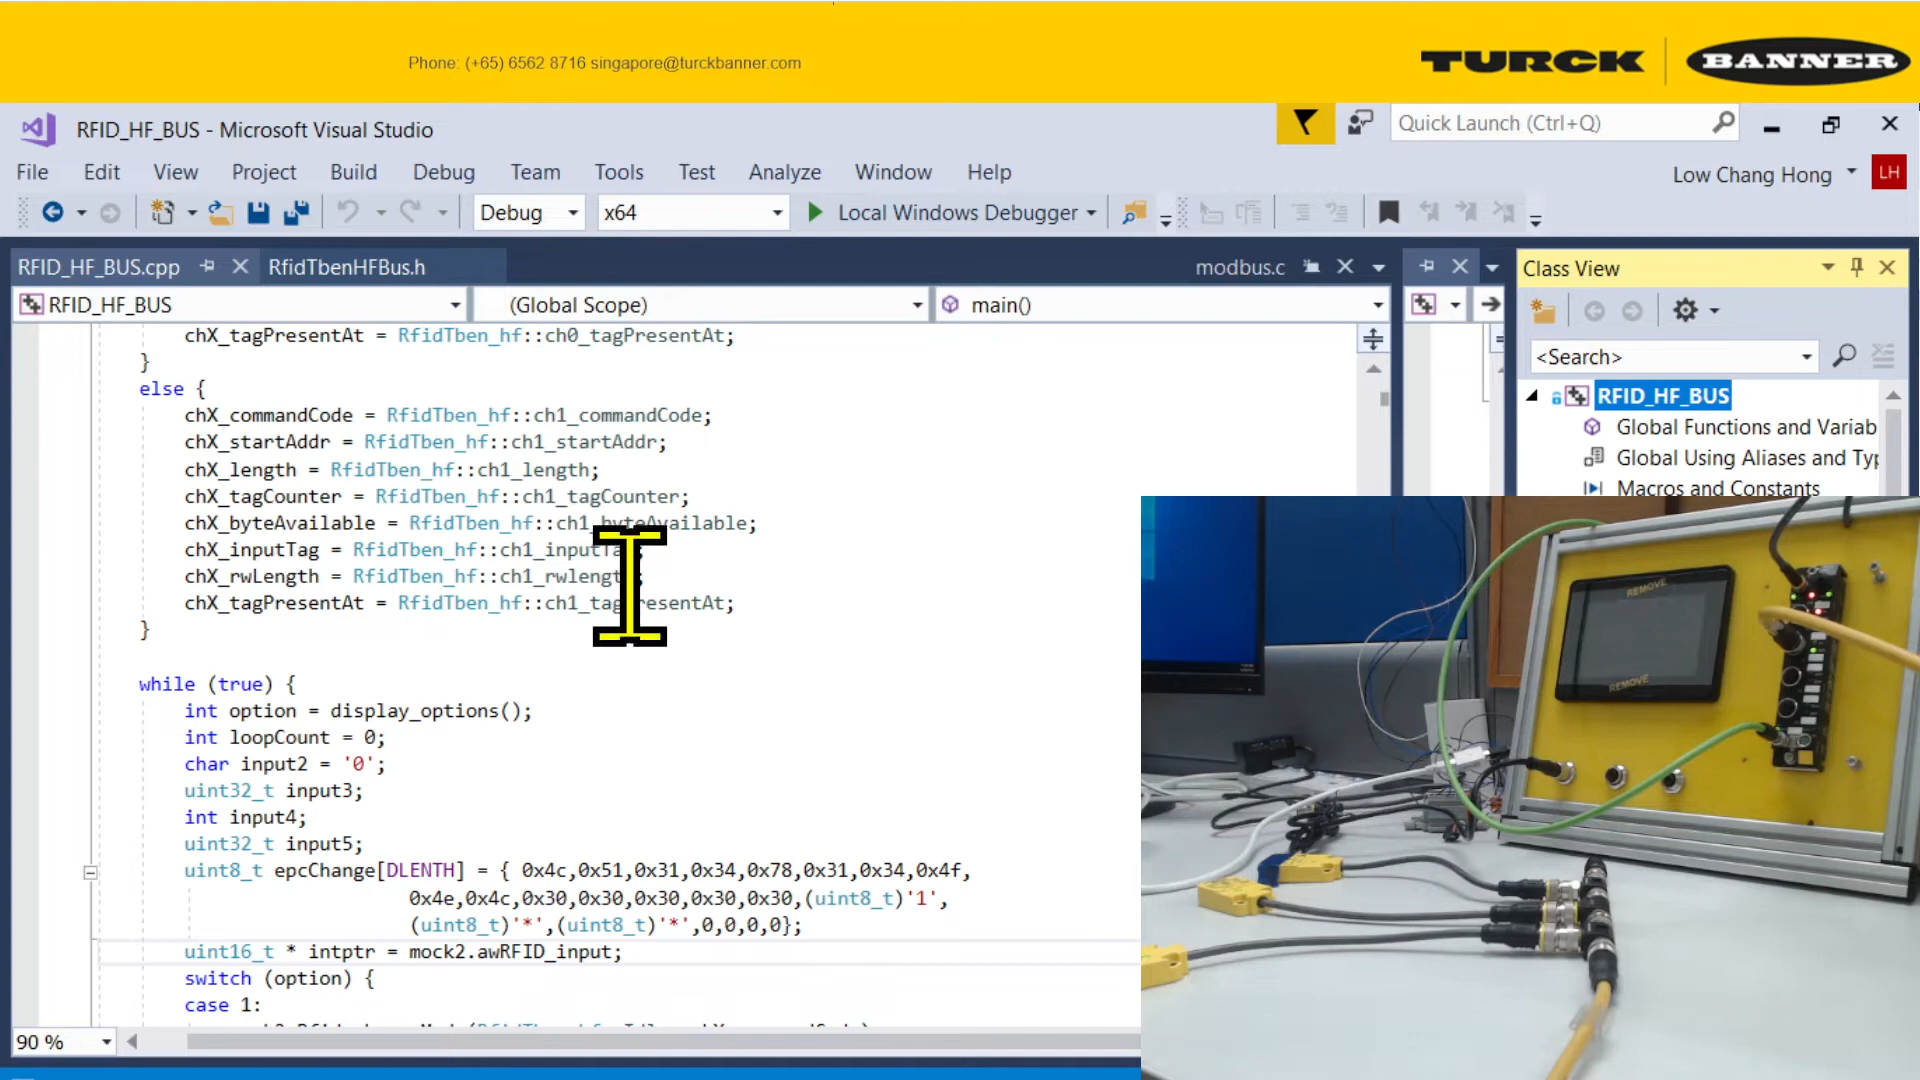 Phone: (+65) 6562 8716 singapore@turckbanner.com
TURCK
BANNER
RFID_HF_BUS - Microsoft Visual Studio
Quick Launch (Ctrl+Q)
File Edit View Project Build Debug Team Tools Test Analyze Window Help
Low Chang Hong
LH
Debug
x64
Local Windows Debugger
RFID_HF_BUS.cpp
RfidTbenHFBus.h
modbus.c
Class View
RFID_HF_BUS
(Global Scope)
main()
<Search>
RFID_HF_BUS
Global Functions and Variab
Global Using Aliases and Typ
Macros and Constants
chX_tagPresentAt = RfidTben_hf::ch0_tagPresentAt;
}
else {
chX_commandCode = RfidTben_hf::ch1_commandCode;
chX_startAddr = RfidTben_hf::ch1_startAddr;
chX_length = RfidTben_hf::ch1_length;
chX_tagCounter = RfidTben_hf::ch1_tagCounter;
chX_byteAvailable = RfidTben_hf::ch1_byteAvailable;
chX_inputTag = RfidTben_hf::ch1_inputTa
chX_rwLength = RfidTben_hf::ch1_rwlengt
chX_tagPresentAt = RfidTben_hf::ch1_tagPresentAt;
}
while (true) {
int option = display_options();
int loopCount = 0;
char input2 = '0';
uint32_t input3;
int input4;
uint32_t input5;
uint8_t epcChange[DLENTH] = { 0x4c,0x51,0x31,0x34,0x78,0x31,0x34,0x4f,
0x4e,0x4c,0x30,0x30,0x30,0x30,0x30,(uint8_t)'1',
(uint8_t)'*',(uint8_t)'*',0,0,0,0};
uint16_t * intptr = mock2.awRFID_input;
switch (option) {
case 1:
90 %
REMOVE
REMOVE